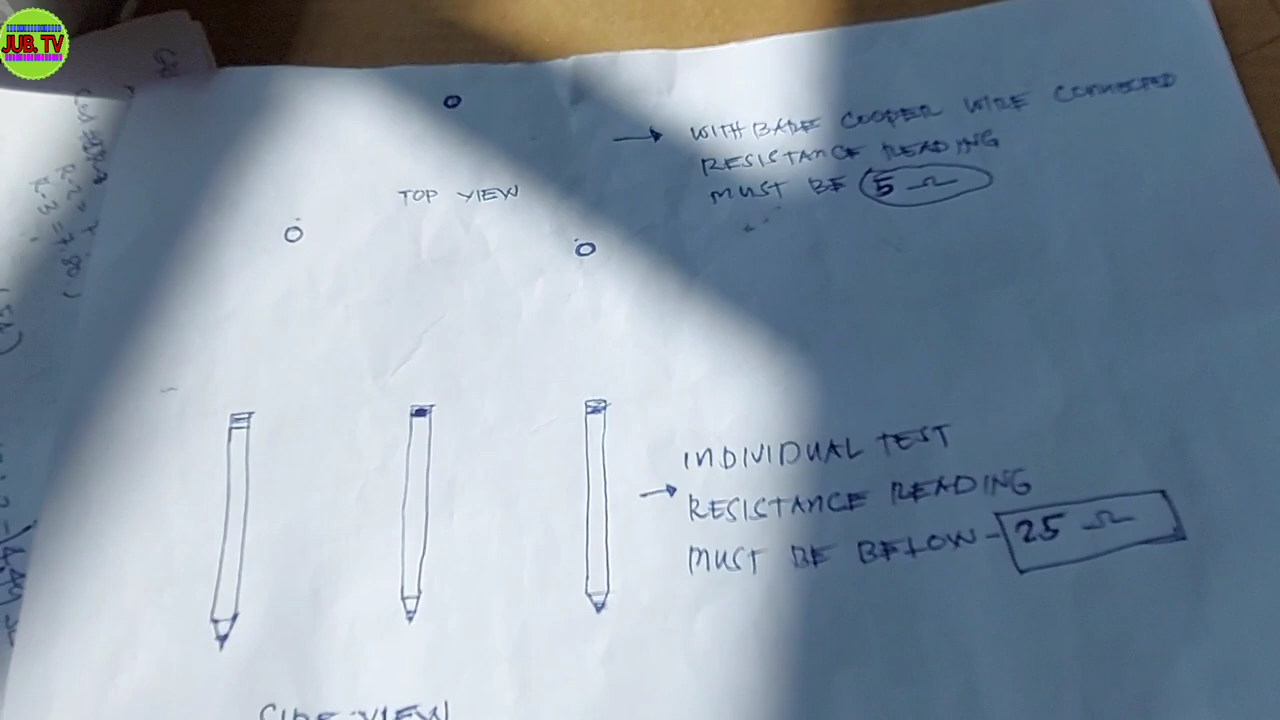 JUB. TV
WITH BARE COOPER WIRE CONNECTED
RESISTANCE READING
MUST BE 5 Ω
TOP VIEW
INDIVIDUAL TEST
RESISTANCE READING
MUST BE BELOW - 25 Ω
SIDE VIEW